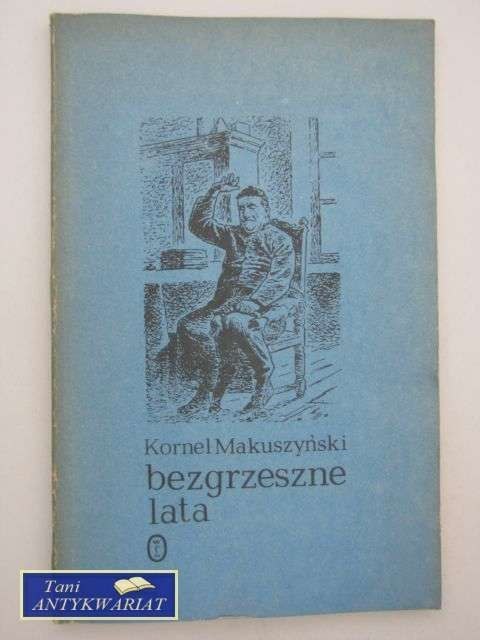 Kornel Makuszyński
bezgrzeszne
lata
Tani
ANTYKWARIAT